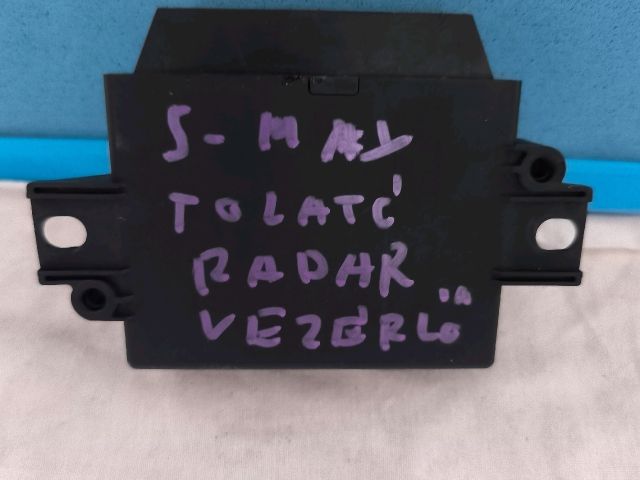 S-MAX
TOLATÓ
RADAR
VEZÉRLŐ